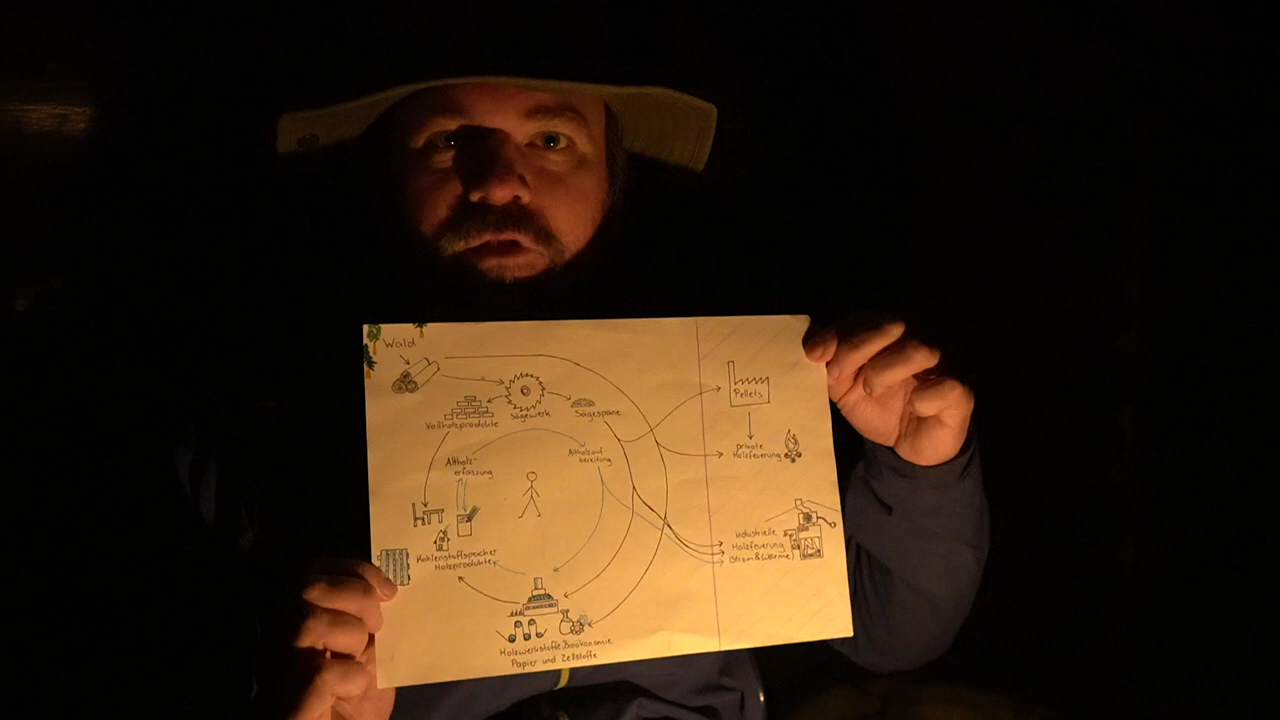 Wald
Sägewerk
Sägespäne
Vollholzprodukte
Pellets
private
Holzfeuerung
Altholz-
erfassung
Altholzauf
bereitung
industrielle
Holzfeuerung
(Strom & Wärme)
Kohlenstoffspeicher
Holzprodukte
Holzwerkstoffe, Bioökonomie
Papier und Zellstoffe